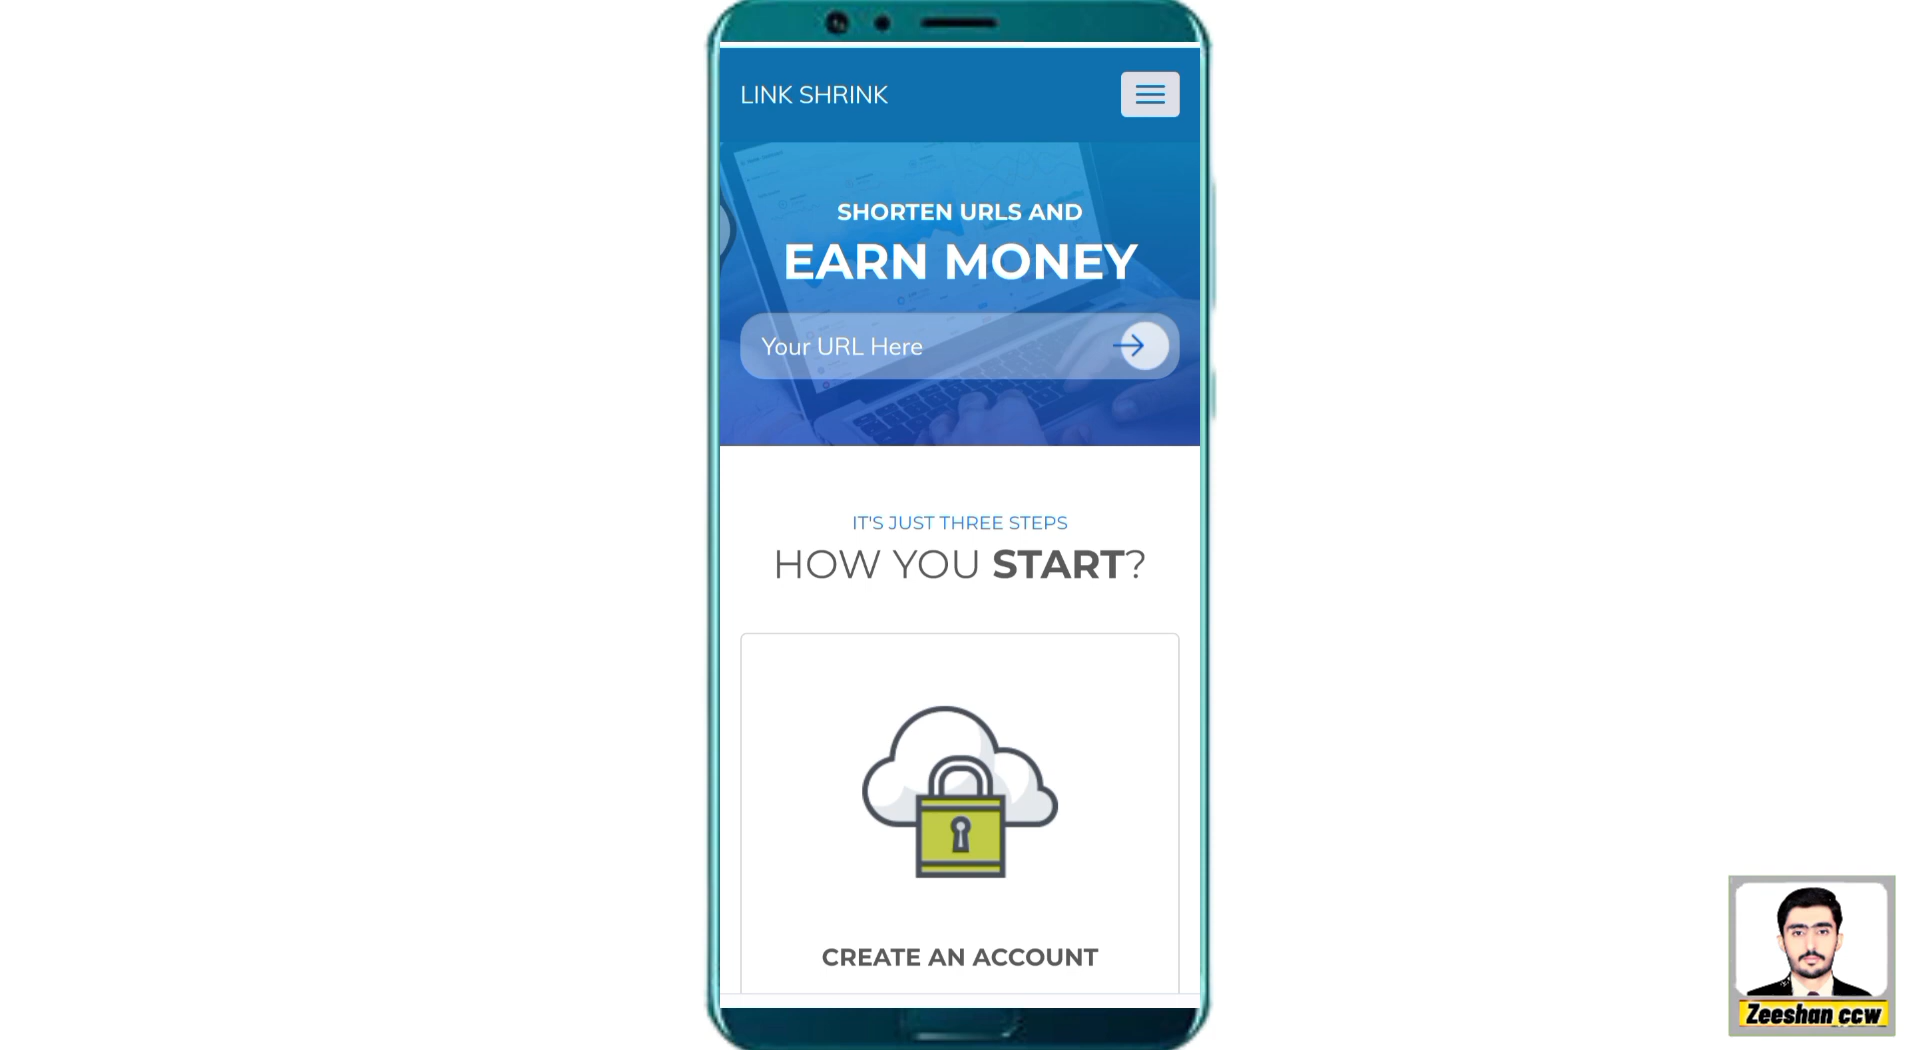 LINK SHRINK
SHORTEN URLS AND
EARN MONEY
Your URL Here
IT'S JUST THREE STEPS
HOW YOU START?
CREATE AN ACCOUNT
Zeeshan ccw